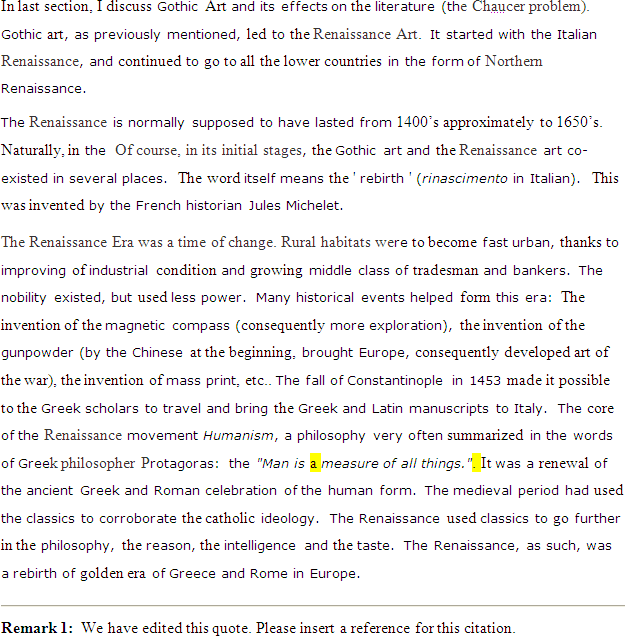 In last section, I discuss Gothic Art and its effects on the literature (the Chaucer problem).
Gothic art, as previously mentioned, led to the Renaissance Art. It started with the Italian
Renaissance, and continued to go to all the lower countries in the form of Northern
Renaissance.
The Renaissance is normally supposed to have lasted from 1400's approximately to 1650's.
Naturally, in the Of course, in its initial stages, the Gothic art and the Renaissance art co-
existed in several places. The word itself means the ' rebirth ' (rinascimento in Italian). This
was invented by the French historian Jules Michelet.
The Renaissance Era was a time of change. Rural habitats were to become fast urban, thanks to
improving of industrial condition and growing middle class of tradesman and bankers. The
nobility existed, but used less power. Many historical events helped form this era: The
invention of the magnetic compass (consequently more exploration), the invention of the
gunpowder (by the Chinese at the beginning, brought Europe, consequently developed art of
the war), the invention of mass print, etc.. The fall of Constantinople in 1453 made it possible
to the Greek scholars to travel and bring the Greek and Latin manuscripts to Italy. The core
of the Renaissance movement Humanism, a philosophy very often summarized in the words
of Greek philosopher Protagoras: the "Man is a measure of all things.". It was a renewal of
the ancient Greek and Roman celebration of the human form. The medieval period had used
the classics to corroborate the catholic ideology. The Renaissance used classics to go further
in the philosophy, the reason, the intelligence and the taste. The Renaissance, as such, was
a rebirth of golden era of Greece and Rome in Europe.
Remark 1: We have edited this quote. Please insert a reference for this citation.